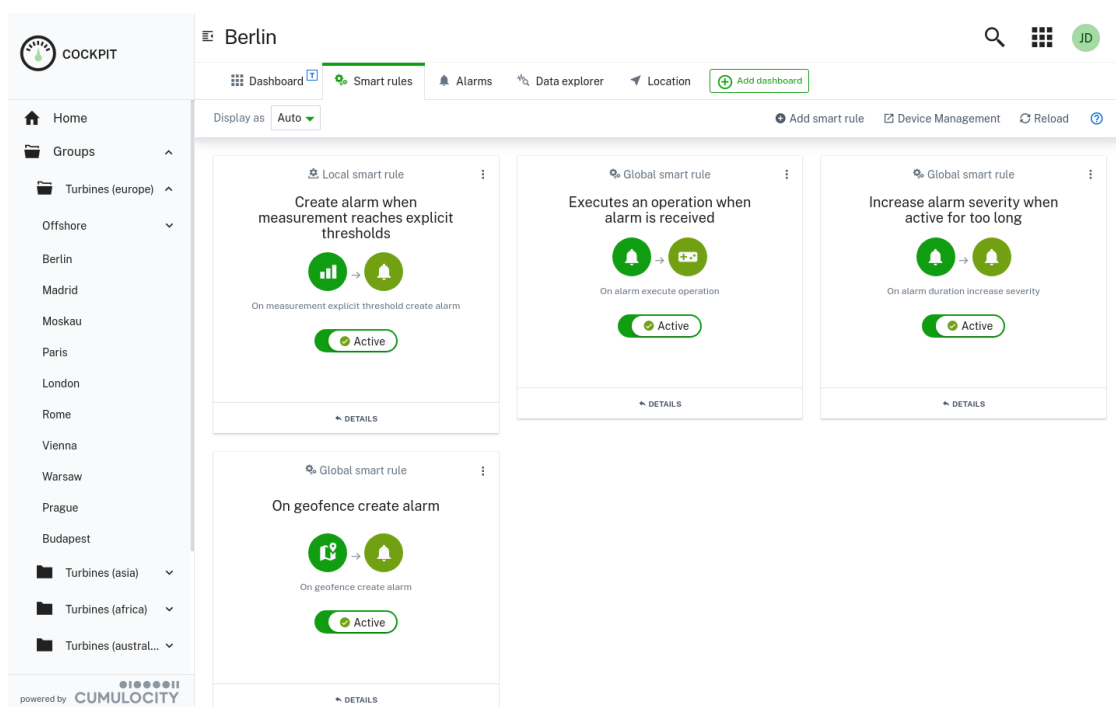 COCKPIT
Home
Groups
Turbines (europe)
Offshore
Berlin
Madrid
Moskau
Paris
London
Rome
Vienna
Warsaw
Prague
Budapest
Turbines (asia)
Turbines (africa)
Turbines (austral...
powered by CUMULOCITY
Berlin
JD
Dashboard T Smart rules Alarms Data explorer Location Add dashboard
Display as Auto Add smart rule Device Management Reload ?
Local smart rule
Create alarm when
measurement reaches explicit
thresholds
On measurement explicit threshold create alarm
Active
DETAILS
Global smart rule
Executes an operation when
alarm is received
On alarm execute operation
Active
DETAILS
Global smart rule
Increase alarm severity when
active for too long
On alarm duration increase severity
Active
DETAILS
Global smart rule
On geofence create alarm
On geofence create alarm
Active
DETAILS